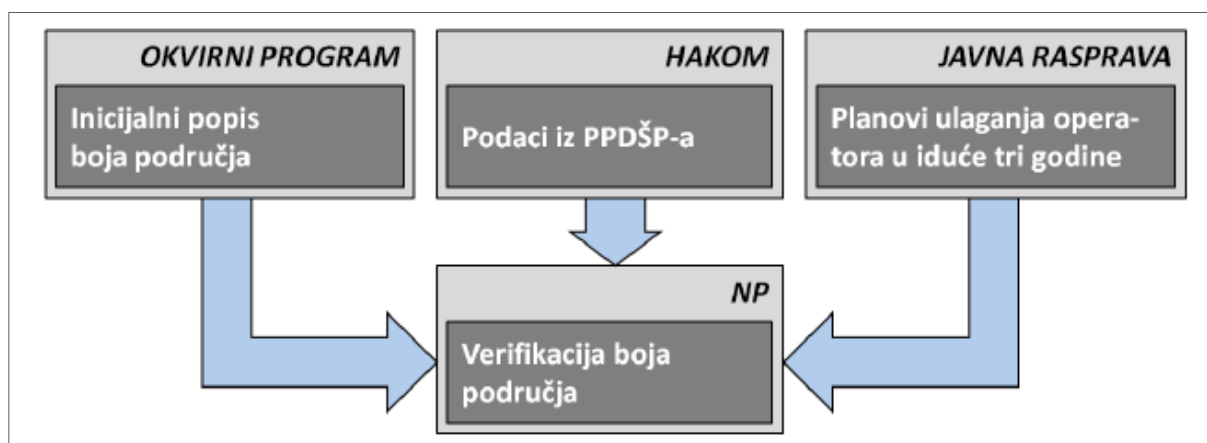 OKVIRNI PROGRAM
Inicijalni popis
boja područja
HAKOM
Podaci iz PPDŠP-a
JAVNA RASPRAVA
Planovi ulaganja opera-
tora u iduće tri godine
NP
Verifikacija boja
područja